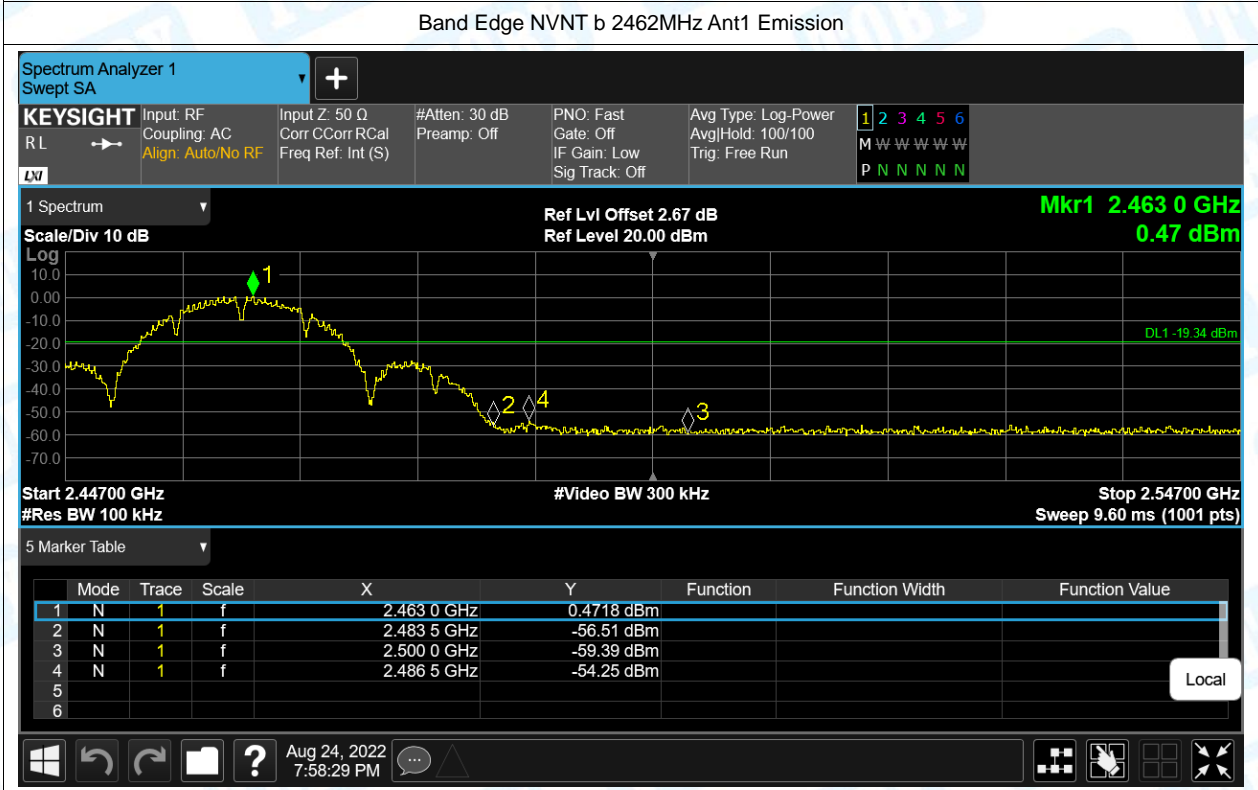 Band Edge NVNT b 2462MHz Ant1 Emission
Spectrum Analyzer 1
Swept SA
+
KEYSIGHT
RL
LXI
Input: RF
Coupling: AC
Align: Auto/No RF
Input Z: 50 Ω
Corr CCorr RCal
Freq Ref: Int (S)
#Atten: 30 dB
Preamp: Off
PNO: Fast
Gate: Off
IF Gain: Low
Sig Track: Off
Avg Type: Log-Power
Avg|Hold: 100/100
Trig: Free Run
1 2 3 4 5 6
M W W W W W
P N N N N N
1 Spectrum
Scale/Div 10 dB
Ref Lvl Offset 2.67 dB
Ref Level 20.00 dBm
Mkr1 2.463 0 GHz
0.47 dBm
Log
10.0
0.00
-10.0
-20.0
-30.0
-40.0
-50.0
-60.0
-70.0
1
2
4
3
DL1 -19.34 dBm
Start 2.44700 GHz
#Video BW 300 kHz
Stop 2.54700 GHz
#Res BW 100 kHz
Sweep 9.60 ms (1001 pts)
5 Marker Table
Mode Trace Scale X Y Function Function Width Function Value
1 N 1 f 2.463 0 GHz 0.4718 dBm
2 N 1 f 2.483 5 GHz -56.51 dBm
3 N 1 f 2.500 0 GHz -59.39 dBm
4 N 1 f 2.486 5 GHz -54.25 dBm
5
6
Local
?
Aug 24, 2022
7:58:29 PM